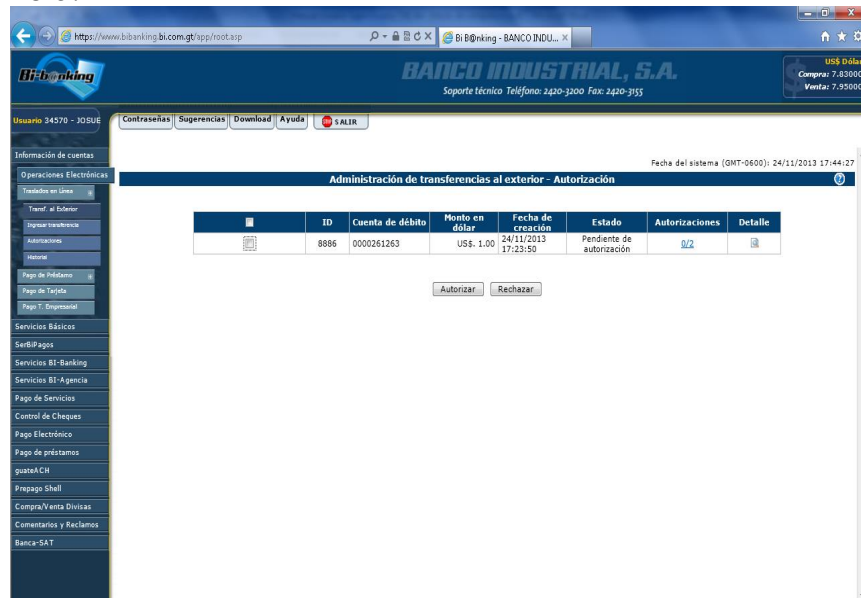 https://www.bibanking.bi.com.gt/app/root.asp
Bi B@nking - BANCO INDU...
Bi-b@nking
BANCO INDUSTRIAL, S.A.
Soporte técnico Teléfono: 2420-3200 Fax: 2420-3155
US$ Dóla
Compra: 7.83000
Venta: 7.95000
Usuario 34570 - JOSUE
Contraseñas
Sugerencias
Download
Ayuda
SALIR
Fecha del sistema (GMT-0600): 24/11/2013 17:44:27
Administración de transferencias al exterior - Autorización
Información de cuentas
Operaciones Electrónicas
Traslados en Línea
Transf. al Exterior
Ingresar transferencia
Autorizaciones
Historial
Pago de Préstamo
Pago de Tarjeta
Pago T. Empresarial
Servicios Básicos
SerBiPagos
Servicios BI-Banking
Servicios BI-Agencia
Pago de Servicios
Control de Cheques
Pago Electrónico
Pago de préstamos
guateACH
Prepago Shell
Compra/Venta Divisas
Comentarios y Reclamos
Banca-SAT
ID Cuenta de débito Monto en dólar Fecha de creación Estado Autorizaciones Detalle
8886 0000261263 US$. 1.00 24/11/2013 17:23:50 Pendiente de autorización 0/2
Autorizar
Rechazar